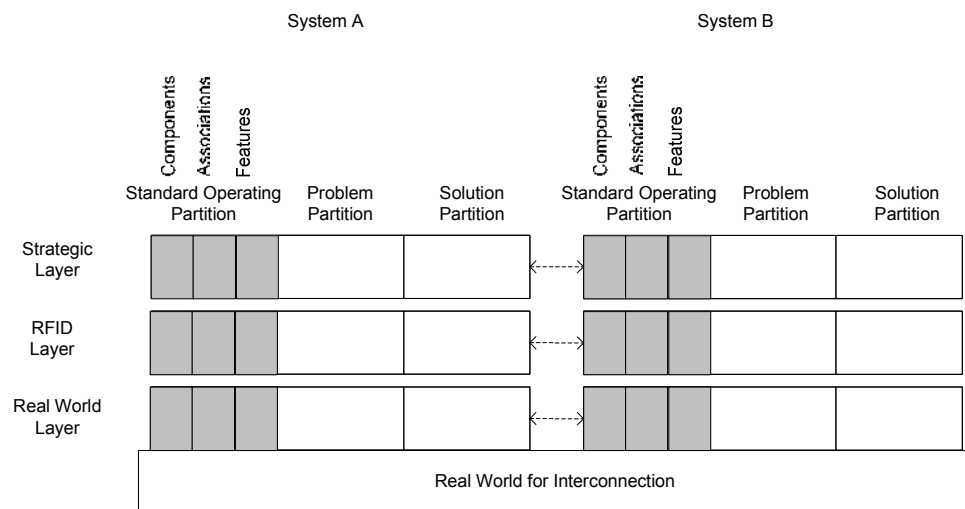 System A
System B
Components
Associations
Features
Components
Associations
Features
Standard Operating
Partition
Problem
Partition
Solution
Partition
Standard Operating
Partition
Problem
Partition
Solution
Partition
Strategic
Layer
RFID
Layer
Real World
Layer
Real World for Interconnection